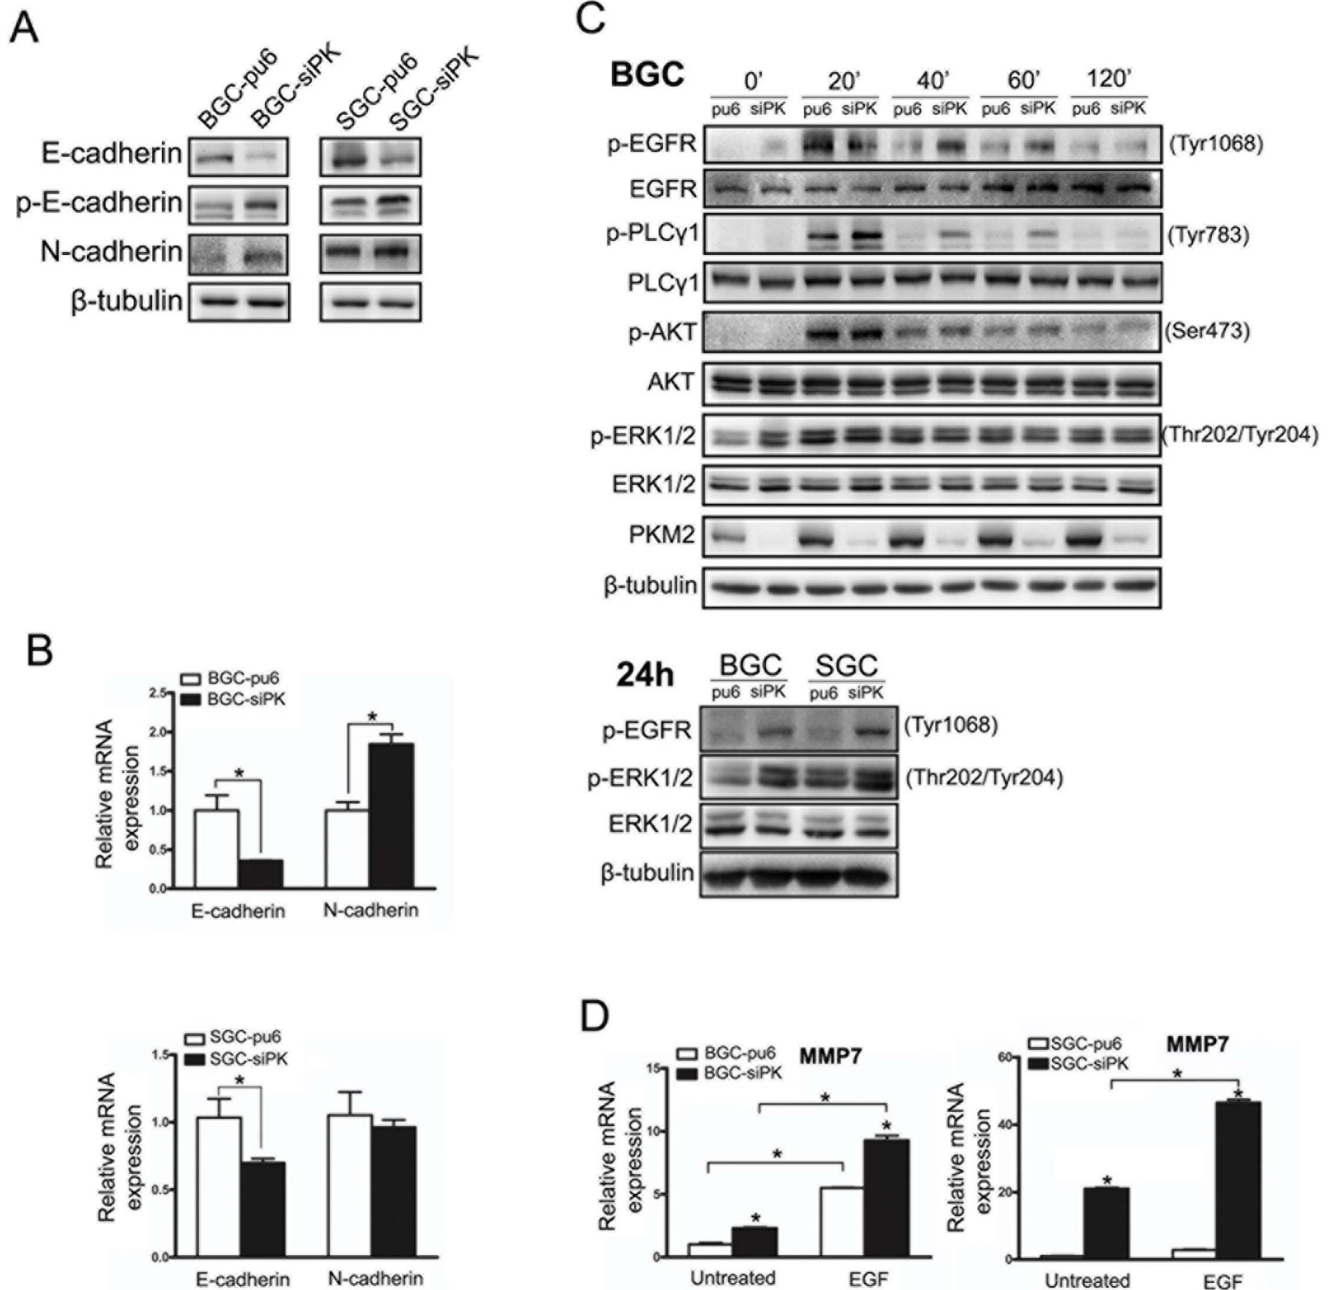 A
BGC-pu6
BGC-siPK
SGC-pu6
SGC-siPK
E-cadherin
p-E-cadherin
N-cadherin
β-tubulin
C
BGC
0' 20' 40' 60' 120'
pu6 siPK pu6 siPK pu6 siPK pu6 siPK pu6 siPK
p-EGFR (Tyr1068)
EGFR
p-PLCγ1 (Tyr783)
PLCγ1
p-AKT (Ser473)
AKT
p-ERK1/2 (Thr202/Tyr204)
ERK1/2
PKM2
β-tubulin
24h
BGC SGC
pu6 siPK pu6 siPK
p-EGFR (Tyr1068)
p-ERK1/2 (Thr202/Tyr204)
ERK1/2
β-tubulin
B
BGC-pu6
BGC-siPK
Relative mRNA
expression
2.5
2.0
1.5
1.0
0.5
0.0
*
*
E-cadherin N-cadherin
SGC-pu6
SGC-siPK
Relative mRNA
expression
1.5
1.0
0.5
0.0
*
E-cadherin N-cadherin
D
BGC-pu6
BGC-siPK
MMP7
Relative mRNA
expression
15
10
5
0
*
*
*
*
Untreated EGF
SGC-pu6
SGC-siPK
MMP7
Relative mRNA
expression
60
40
20
0
*
*
*
Untreated EGF